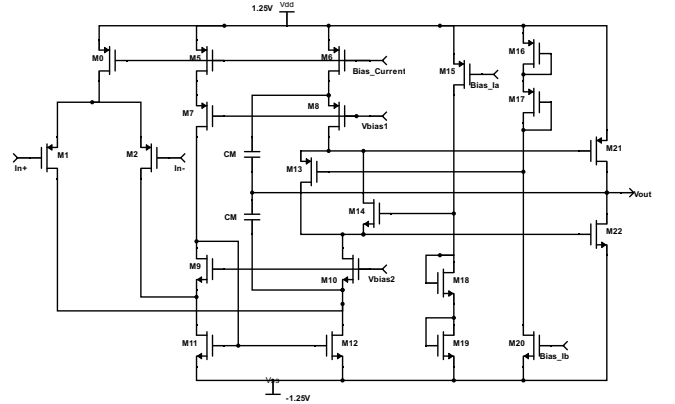 1.25V Vdd
M0 M5 M6 M15 M16
Bias_Current Bias_Ia
M7 M8 M17
Vbias1
In+ M1 M2 In- CM M13 M21
Vout
CM M14 M22
M9 M10 Vbias2 M18
M11 M12 M19 M20 Bias_Ib
Vss -1.25V